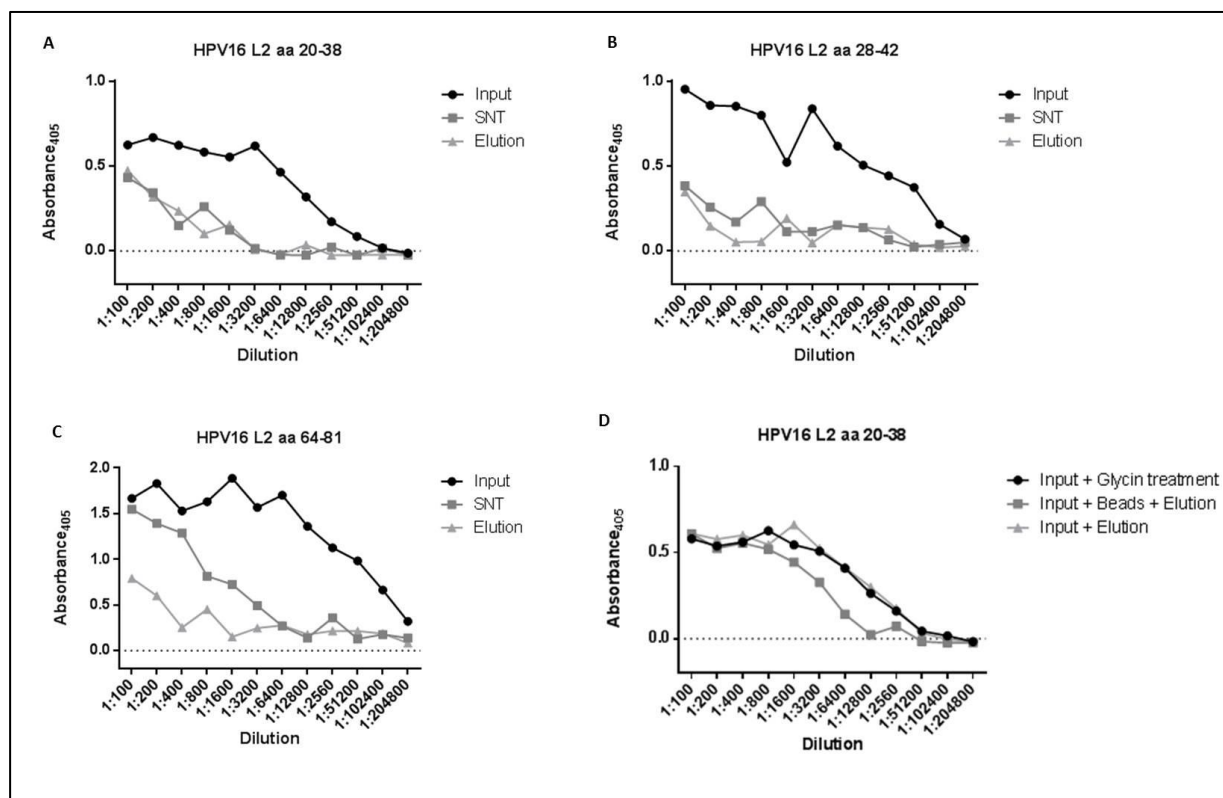 A
HPV16 L2 aa 20-38
1.0
0.5
0.0
Absorbance405
1:100
1:200
1:400
1:800
1:1600
1:3200
1:6400
1:12800
1:2560
1:51200
1:102400
1:204800
Dilution
Input
SNT
Elution
B
HPV16 L2 aa 28-42
1.0
0.5
0.0
Absorbance405
1:100
1:200
1:400
1:800
1:1600
1:3200
1:6400
1:12800
1:2560
1:51200
1:102400
1:204800
Dilution
Input
SNT
Elution
C
HPV16 L2 aa 64-81
2.0
1.5
1.0
0.5
0.0
Absorbance405
1:100
1:200
1:400
1:800
1:1600
1:3200
1:6400
1:12800
1:2560
1:51200
1:102400
1:204800
Dilution
Input
SNT
Elution
D
HPV16 L2 aa 20-38
1.0
0.5
0.0
Absorbance405
1:100
1:200
1:400
1:800
1:1600
1:3200
1:6400
1:12800
1:2560
1:51200
1:102400
1:204800
Dilution
Input + Glycin treatment
Input + Beads + Elution
Input + Elution